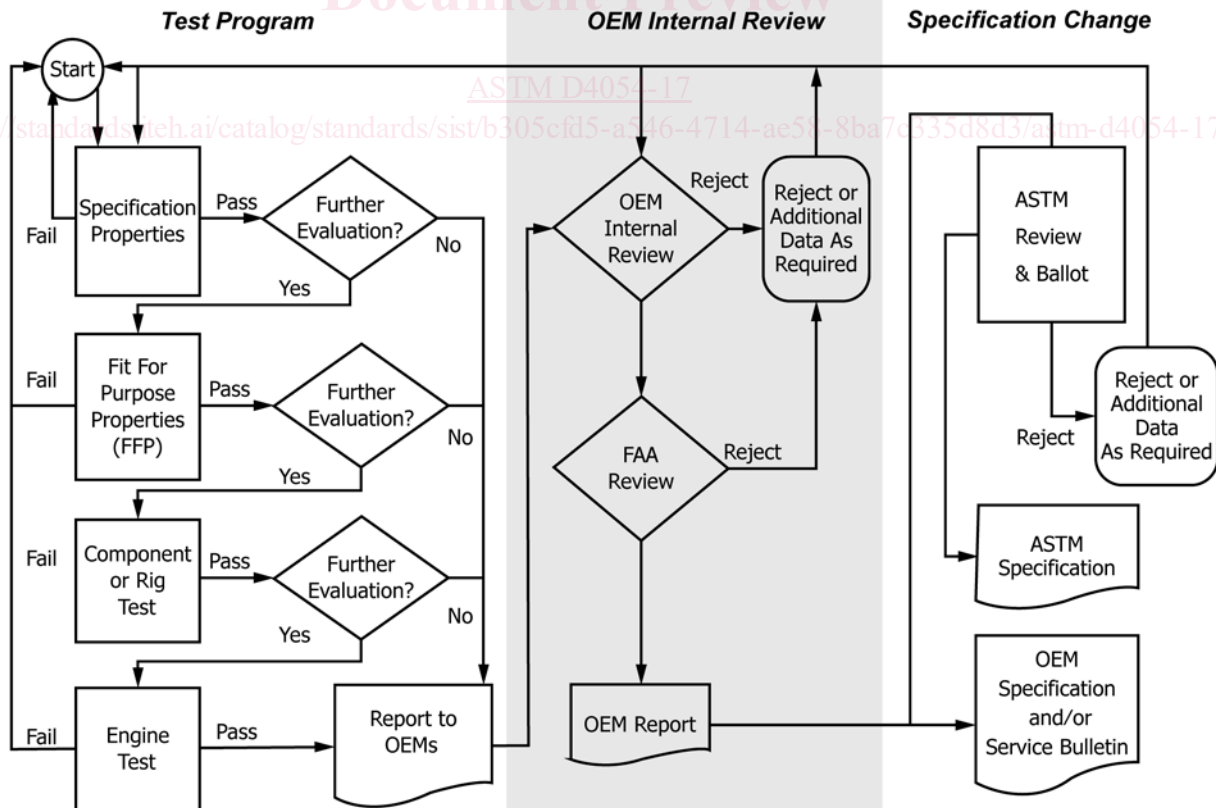 Document Preview
Test Program
OEM Internal Review
Specification Change
Start
ASTM D4054-17
//standards.iteh.ai/catalog/standards/sist/b305cfd5-a546-4714-ae58-8ba7c335d8d3/astm-d4054-17
Specification
Properties
Pass
Fail
Further
Evaluation?
No
Yes
Fit For
Purpose
Properties
(FFP)
Fail
Pass
Further
Evaluation?
No
Yes
Component
or Rig
Test
Fail
Pass
Further
Evaluation?
No
Yes
Engine
Test
Fail
Pass
Report to
OEMs
OEM
Internal
Review
Reject
Reject or
Additional
Data As
Required
FAA
Review
Reject
OEM Report
ASTM
Review
& Ballot
Reject
Reject or
Additional
Data
As Required
ASTM
Specification
OEM
Specification
and/or
Service Bulletin